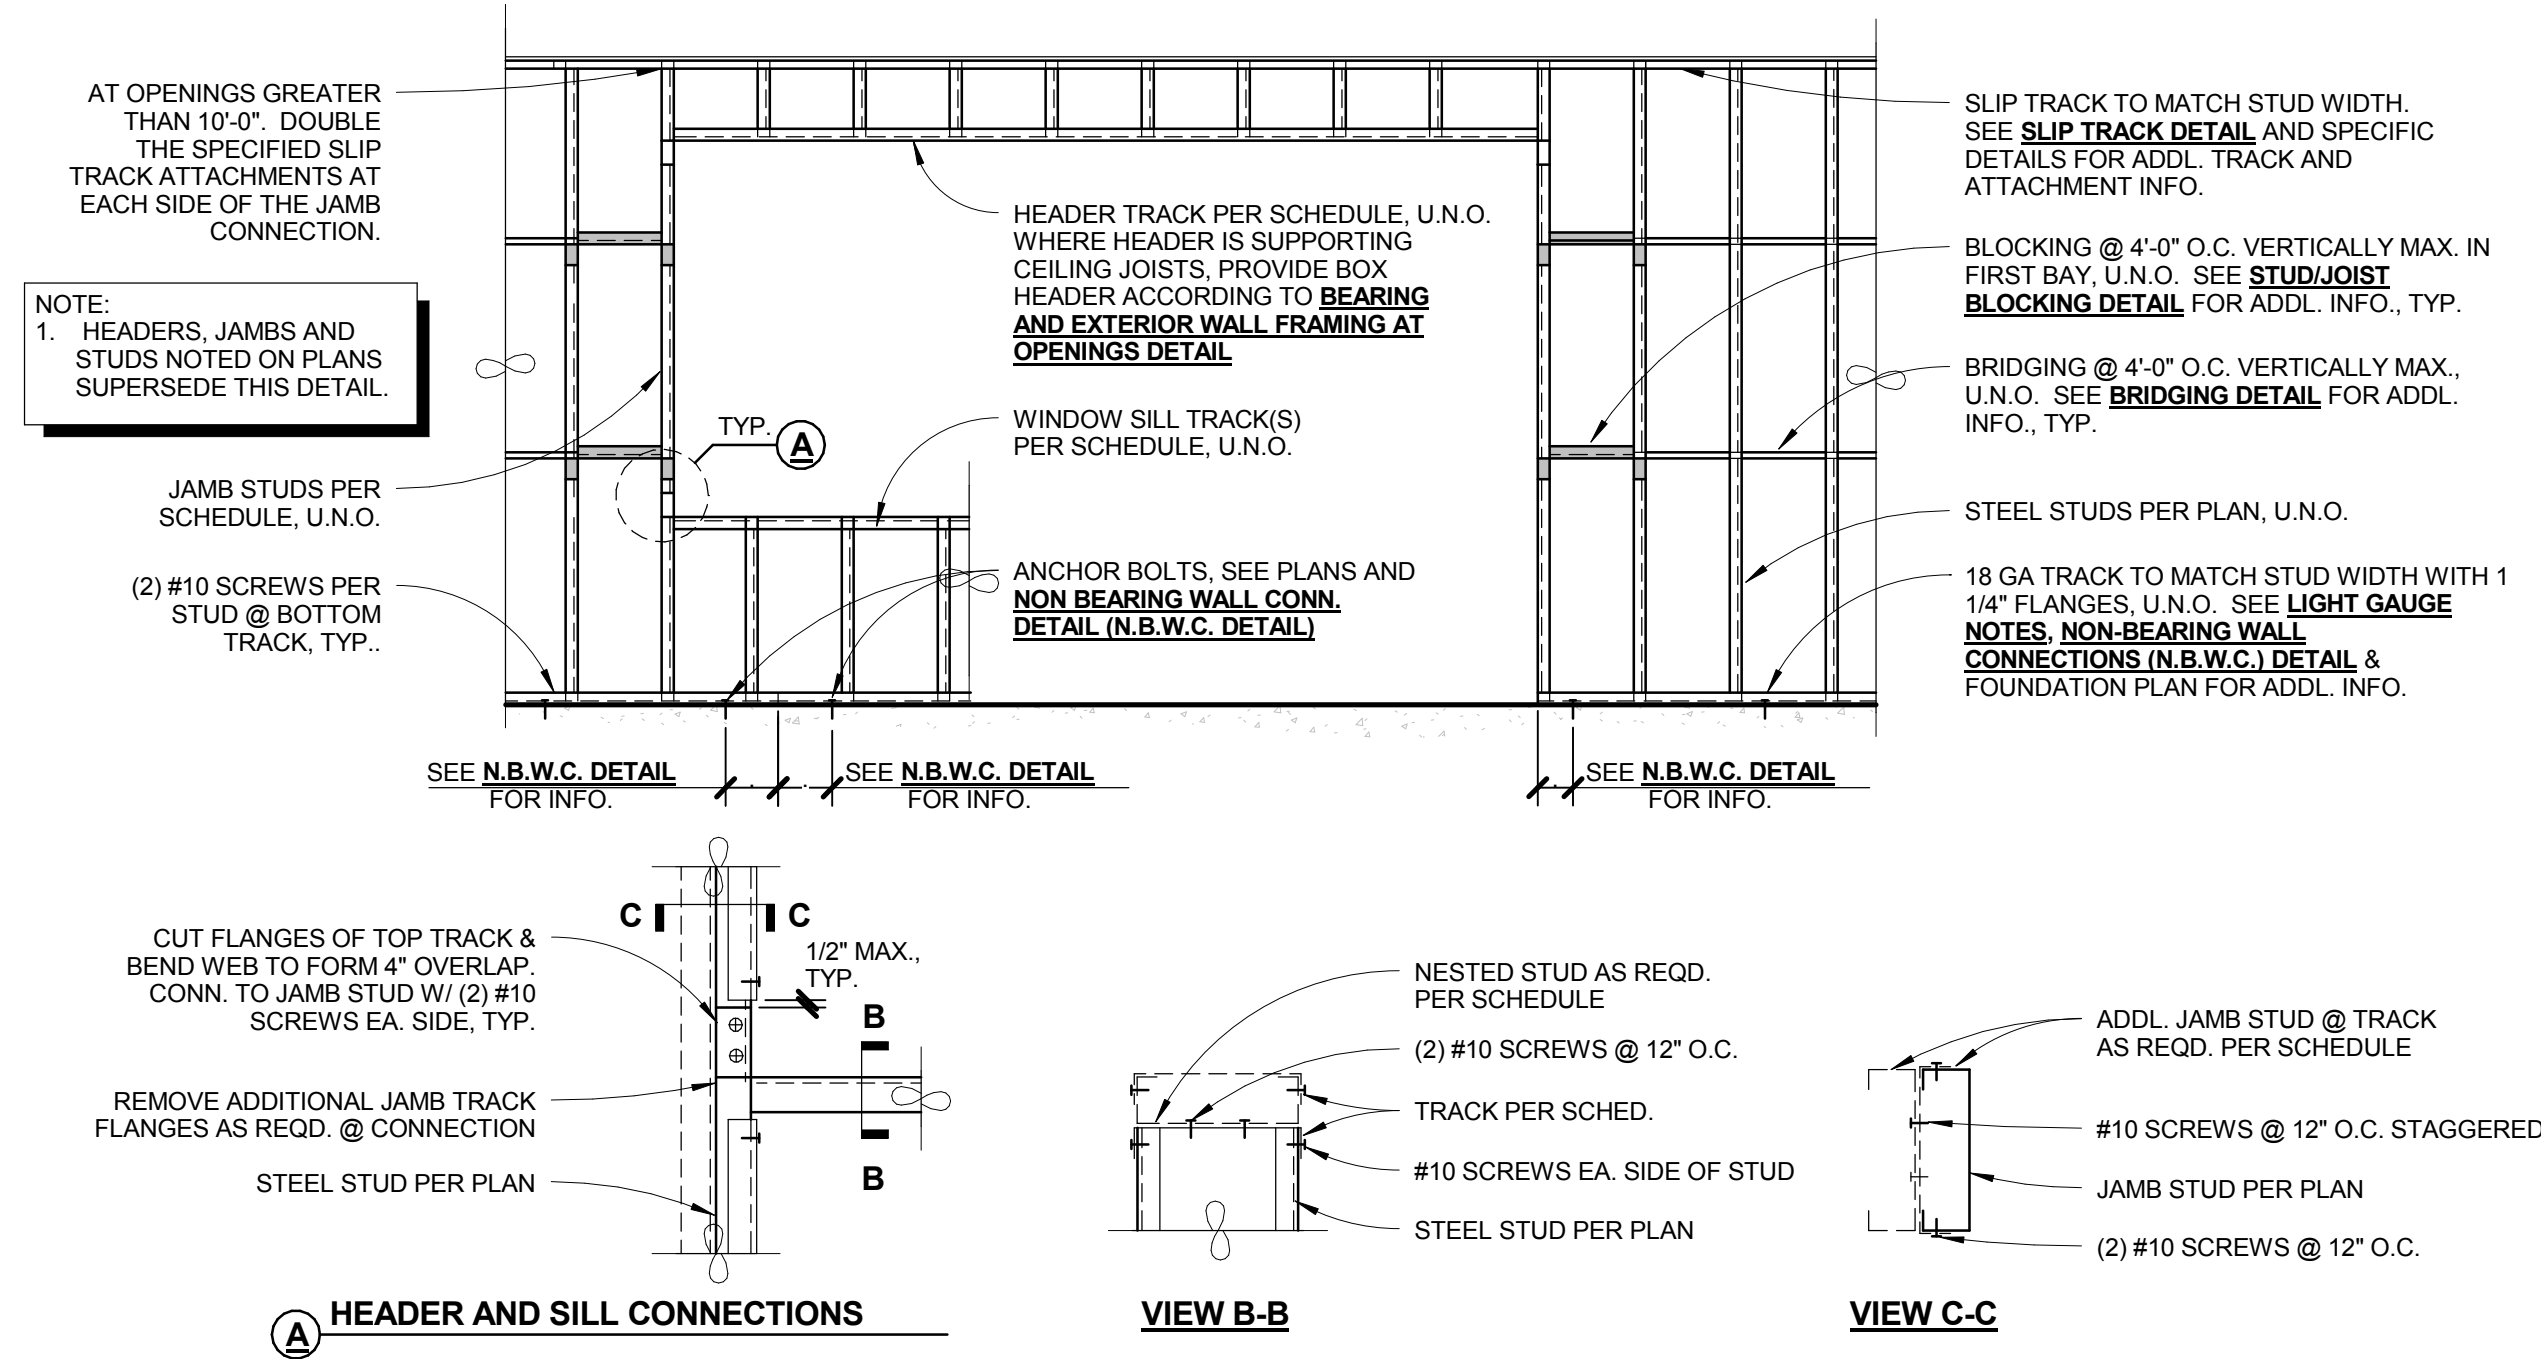 AT OPENINGS GREATER
THAN 10'-0". DOUBLE
THE SPECIFIED SLIP
TRACK ATTACHMENTS AT
EACH SIDE OF THE JAMB
CONNECTION.
NOTE:
1. HEADERS, JAMBS AND
STUDS NOTED ON PLANS
SUPERSEDE THIS DETAIL.
JAMB STUDS PER
SCHEDULE, U.N.O.
(2) #10 SCREWS PER
STUD @ BOTTOM
TRACK, TYP..
HEADER TRACK PER SCHEDULE, U.N.O.
WHERE HEADER IS SUPPORTING
CEILING JOISTS, PROVIDE BOX
HEADER ACCORDING TO BEARING
AND EXTERIOR WALL FRAMING AT
OPENINGS DETAIL
TYP.
A
WINDOW SILL TRACK(S)
PER SCHEDULE, U.N.O.
ANCHOR BOLTS, SEE PLANS AND
NON BEARING WALL CONN.
DETAIL (N.B.W.C. DETAIL)
SLIP TRACK TO MATCH STUD WIDTH.
SEE SLIP TRACK DETAIL AND SPECIFIC
DETAILS FOR ADDL. TRACK AND
ATTACHMENT INFO.
BLOCKING @ 4'-0" O.C. VERTICALLY MAX. IN
FIRST BAY, U.N.O. SEE STUD/JOIST
BLOCKING DETAIL FOR ADDL. INFO., TYP.
BRIDGING @ 4'-0" O.C. VERTICALLY MAX.,
U.N.O. SEE BRIDGING DETAIL FOR ADDL.
INFO., TYP.
STEEL STUDS PER PLAN, U.N.O.
18 GA TRACK TO MATCH STUD WIDTH WITH 1
1/4" FLANGES, U.N.O. SEE LIGHT GAUGE
NOTES, NON-BEARING WALL
CONNECTIONS (N.B.W.C.) DETAIL &
FOUNDATION PLAN FOR ADDL. INFO.
SEE N.B.W.C. DETAIL
FOR INFO.
SEE N.B.W.C. DETAIL
FOR INFO.
SEE N.B.W.C. DETAIL
FOR INFO.
C C
CUT FLANGES OF TOP TRACK &
BEND WEB TO FORM 4" OVERLAP.
CONN. TO JAMB STUD W/ (2) #10
SCREWS EA. SIDE, TYP.
1/2" MAX.,
TYP.
B
REMOVE ADDITIONAL JAMB TRACK
FLANGES AS REQD. @ CONNECTION
STEEL STUD PER PLAN
B
A HEADER AND SILL CONNECTIONS
NESTED STUD AS REQD.
PER SCHEDULE
(2) #10 SCREWS @ 12" O.C.
TRACK PER SCHED.
#10 SCREWS EA. SIDE OF STUD
STEEL STUD PER PLAN
VIEW B-B
ADDL. JAMB STUD @ TRACK
AS REQD. PER SCHEDULE
#10 SCREWS @ 12" O.C. STAGGERED
JAMB STUD PER PLAN
(2) #10 SCREWS @ 12" O.C.
VIEW C-C